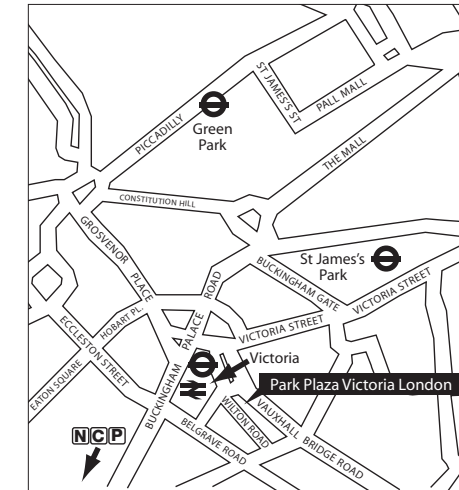 ST JAMES'S ST
PALL MALL
PICCADILLY
Green
Park
THE MALL
CONSTITUTION HILL
GROSVENOR
PLACE
St James's
Park
BUCKINGHAM GATE
VICTORIA STREET
HOBART PL.
BUCKINGHAM
PALACE
ROAD
VICTORIA STREET
ECCLESTON STREET
EATON SQUARE
Victoria
Park Plaza Victoria London
WILTON ROAD
VAUXHALL
BRIDGE ROAD
BELGRAVE ROAD
NCP